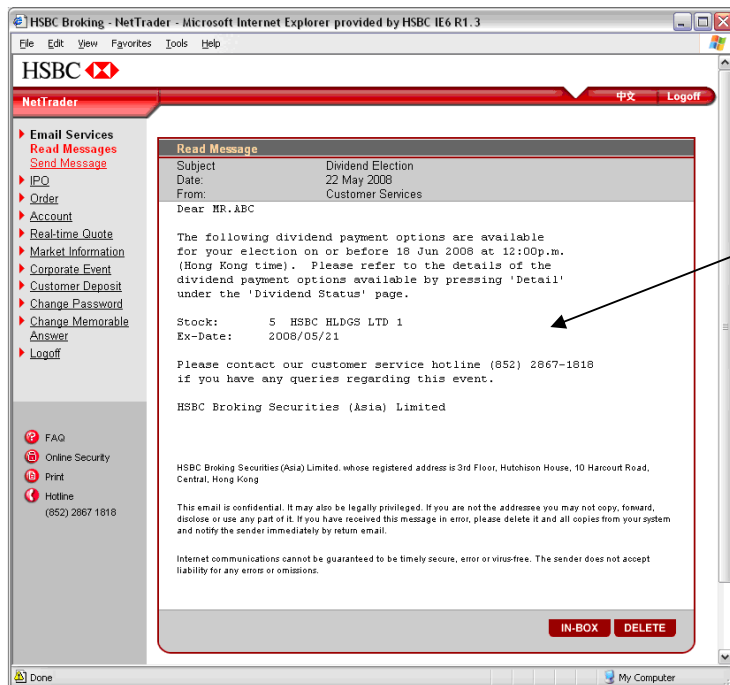 HSBC Broking - NetTrader - Microsoft Internet Explorer provided by HSBC IE6 R1.3
File Edit View Favorites Tools Help
HSBC
NetTrader
中文 Logoff
Email Services
Read Messages
Send Message
IPO
Order
Account
Real-time Quote
Market Information
Corporate Event
Customer Deposit
Change Password
Change Memorable
Answer
Logoff
FAQ
Online Security
Print
Hotline
(852) 2867 1818
Read Message
Subject Dividend Election
Date: 22 May 2008
From: Customer Services
Dear MR.ABC
The following dividend payment options are available
for your election on or before 18 Jun 2008 at 12:00p.m.
(Hong Kong time). Please refer to the details of the
dividend payment options available by pressing 'Detail'
under the 'Dividend Status' page.
Stock: 5 HSBC HLDGS LTD 1
Ex-Date: 2008/05/21
Please contact our customer service hotline (852) 2867-1818
if you have any queries regarding this event.
HSBC Broking Securities (Asia) Limited
HSBC Broking Securities (Asia) Limited. whose registered address is 3rd Floor, Hutchison House, 10 Harcourt Road,
Central, Hong Kong
This email is confidential. It may also be legally privileged. If you are not the addressee you may not copy, forward,
disclose or use any part of it. If you have received this message in error, please delete it and all copies from your system
and notify the sender immediately by return email.
Internet communications cannot be guaranteed to be timely secure, error or virus-free. The sender does not accept
liability for any errors or omissions.
IN-BOX DELETE
Done My Computer